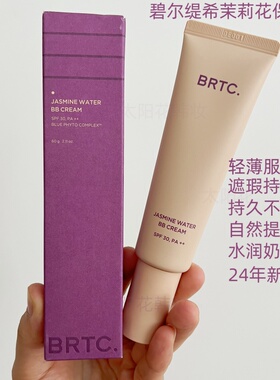 碧尔缇希茉莉花保
JASMINE WATER
BB CREAM
SPF 30, PA ++
BLUE PHYTO COMPLEX™
BRTC.
BRTC.
JASMINE WATER
BB CREAM
SPF 30, PA ++
轻薄服
遮瑕持
持久不
自然提
水润奶
24年新